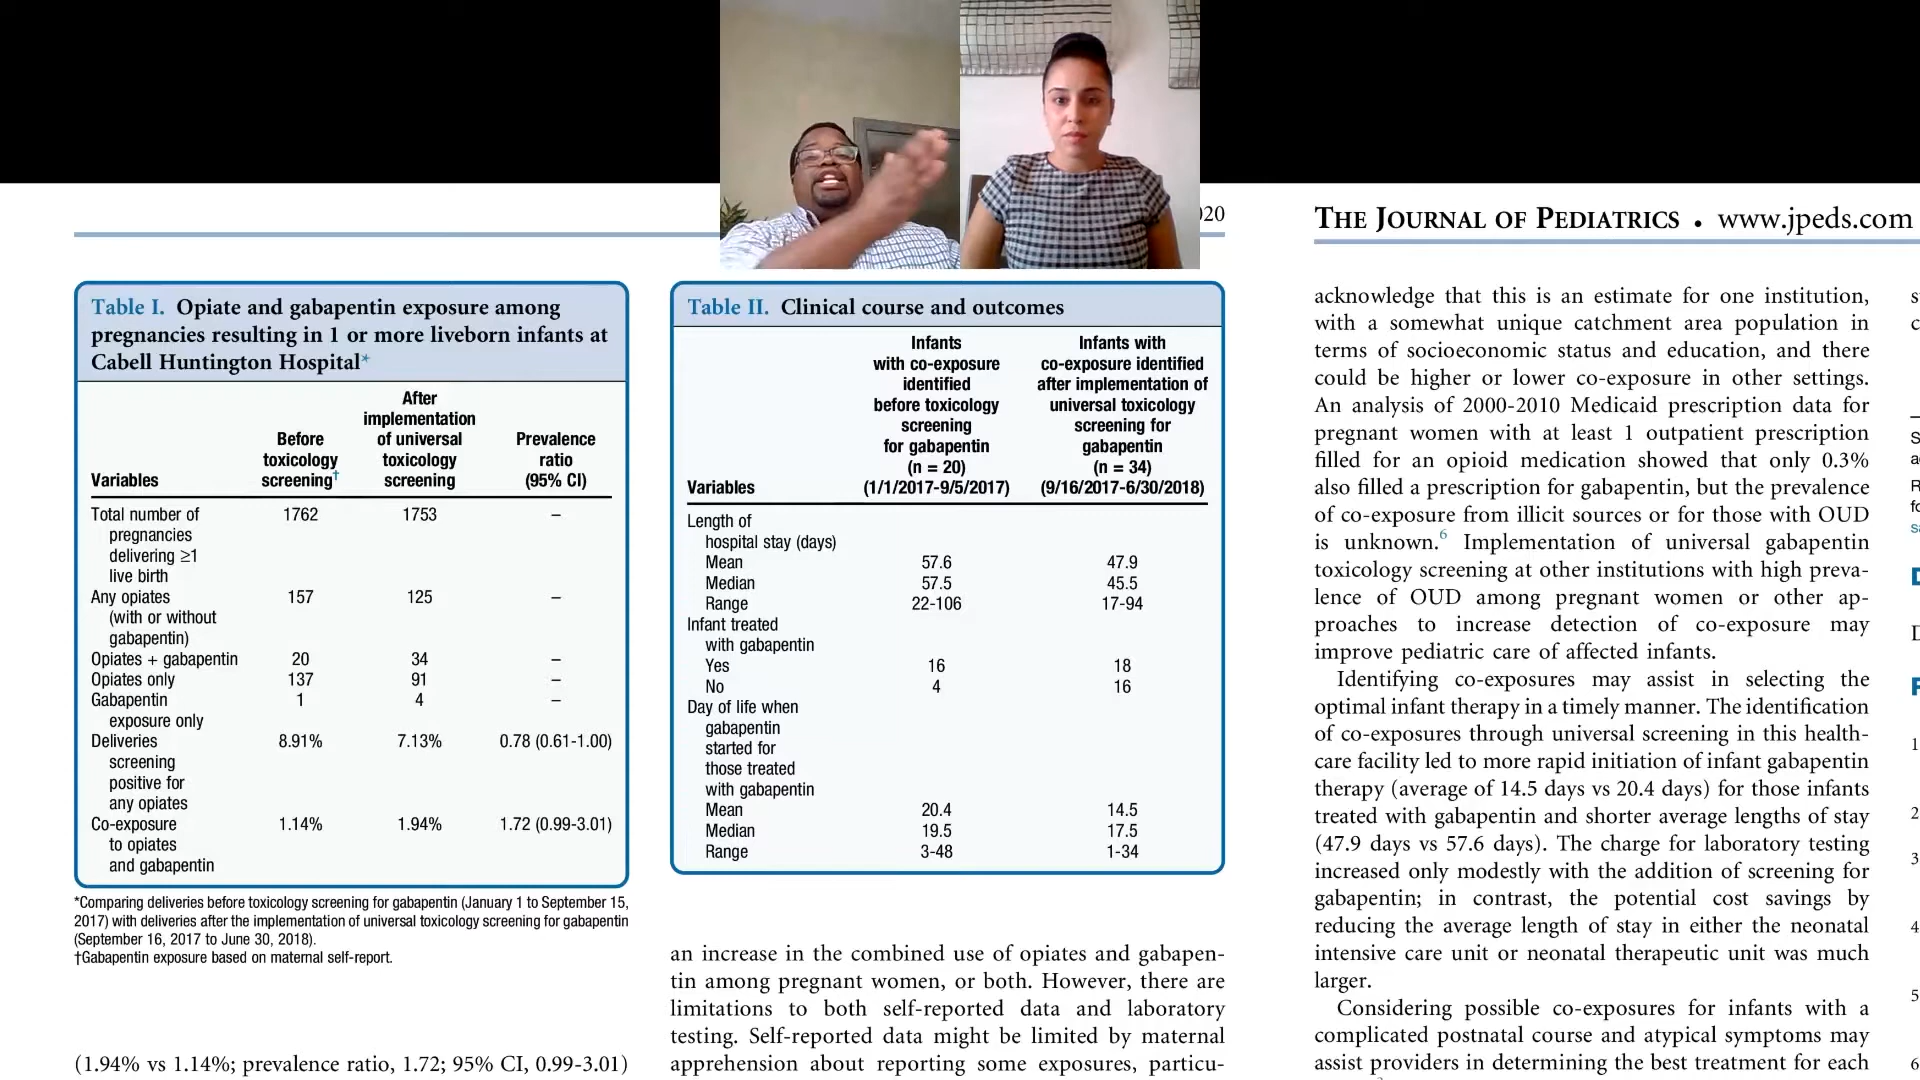 020
THE JOURNAL OF PEDIATRICS • www.jpeds.com
Table I. Opiate and gabapentin exposure among
pregnancies resulting in 1 or more liveborn infants at
Cabell Huntington Hospital*
Variables
Before
toxicology
screening†
After
implementation
of universal
toxicology
screening
Prevalence
ratio
(95% CI)
Total number of 1762 1753 –
pregnancies
delivering ≥1
live birth
Any opiates 157 125 –
(with or without
gabapentin)
Opiates + gabapentin 20 34 –
Opiates only 137 91 –
Gabapentin 1 4 –
exposure only
Deliveries 8.91% 7.13% 0.78 (0.61-1.00)
screening
positive for
any opiates
Co-exposure 1.14% 1.94% 1.72 (0.99-3.01)
to opiates
and gabapentin
*Comparing deliveries before toxicology screening for gabapentin (January 1 to September 15,
2017) with deliveries after the implementation of universal toxicology screening for gabapentin
(September 16, 2017 to June 30, 2018).
†Gabapentin exposure based on maternal self-report.
(1.94% vs 1.14%; prevalence ratio, 1.72; 95% CI, 0.99-3.01)
Table II. Clinical course and outcomes
Variables
Infants
with co-exposure
identified
before toxicology
screening
for gabapentin
(n = 20)
(1/1/2017-9/5/2017)
Infants with
co-exposure identified
after implementation of
universal toxicology
screening for
gabapentin
(n = 34)
(9/16/2017-6/30/2018)
Length of
hospital stay (days)
Mean 57.6 47.9
Median 57.5 45.5
Range 22-106 17-94
Infant treated
with gabapentin
Yes 16 18
No 4 16
Day of life when
gabapentin
started for
those treated
with gabapentin
Mean 20.4 14.5
Median 19.5 17.5
Range 3-48 1-34
an increase in the combined use of opiates and gabapen-
tin among pregnant women, or both. However, there are
limitations to both self-reported data and laboratory
testing. Self-reported data might be limited by maternal
apprehension about reporting some exposures, particu-
acknowledge that this is an estimate for one institution,
with a somewhat unique catchment area population in
terms of socioeconomic status and education, and there
could be higher or lower co-exposure in other settings.
An analysis of 2000-2010 Medicaid prescription data for
pregnant women with at least 1 outpatient prescription
filled for an opioid medication showed that only 0.3%
also filled a prescription for gabapentin, but the prevalence
of co-exposure from illicit sources or for those with OUD
is unknown.6 Implementation of universal gabapentin
toxicology screening at other institutions with high preva-
lence of OUD among pregnant women or other ap-
proaches to increase detection of co-exposure may
improve pediatric care of affected infants.
Identifying co-exposures may assist in selecting the
optimal infant therapy in a timely manner. The identification
of co-exposures through universal screening in this health-
care facility led to more rapid initiation of infant gabapentin
therapy (average of 14.5 days vs 20.4 days) for those infants
treated with gabapentin and shorter average lengths of stay
(47.9 days vs 57.6 days). The charge for laboratory testing
increased only modestly with the addition of screening for
gabapentin; in contrast, the potential cost savings by
reducing the average length of stay in either the neonatal
intensive care unit or neonatal therapeutic unit was much
larger.
Considering possible co-exposures for infants with a
complicated postnatal course and atypical symptoms may
assist providers in determining the best treatment for each